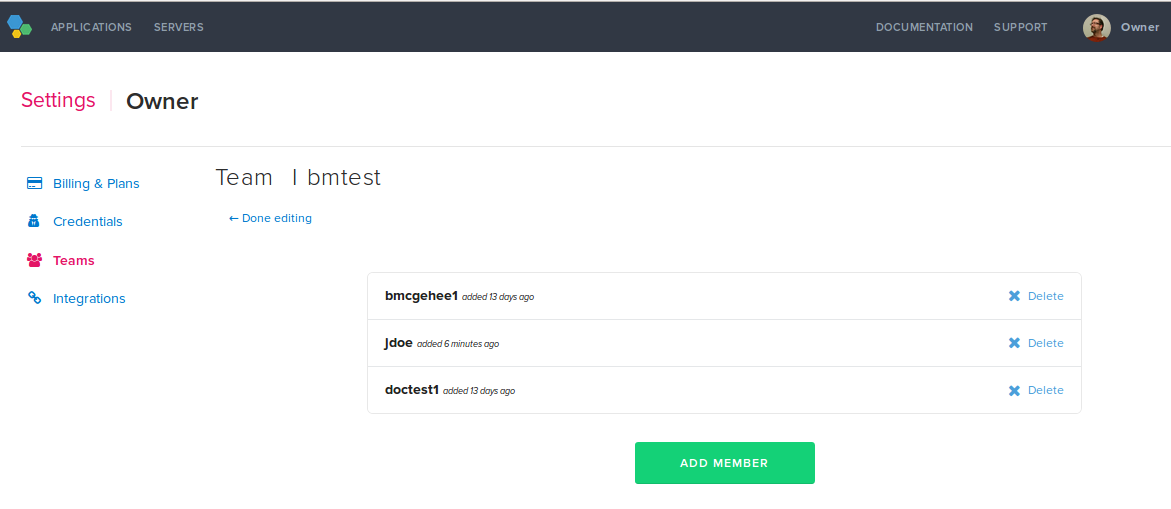 APPLICATIONS SERVERS DOCUMENTATION SUPPORT Owner
Settings | Owner
Billing & Plans
Credentials
Teams
Integrations
Team | bmtest
← Done editing
bmcgehee1 added 13 days ago Delete
jdoe added 6 minutes ago Delete
doctest1 added 13 days ago Delete
ADD MEMBER